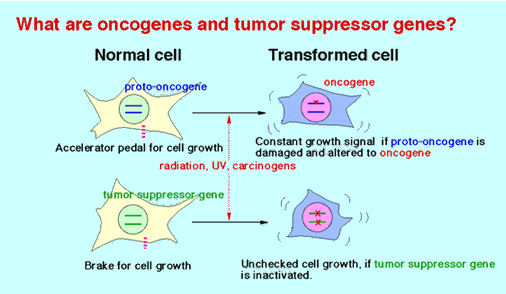 What are oncogenes and tumor suppressor genes?
Normal cell
Transformed cell
proto-oncogene
oncogene
Accelerator pedal for cell growth
Constant growth signal if proto-oncogene is
damaged and altered to oncogene
radiation, UV, carcinogens
tumor suppressor gene
Brake for cell growth
Unchecked cell growth, if tumor suppressor gene
is inactivated.